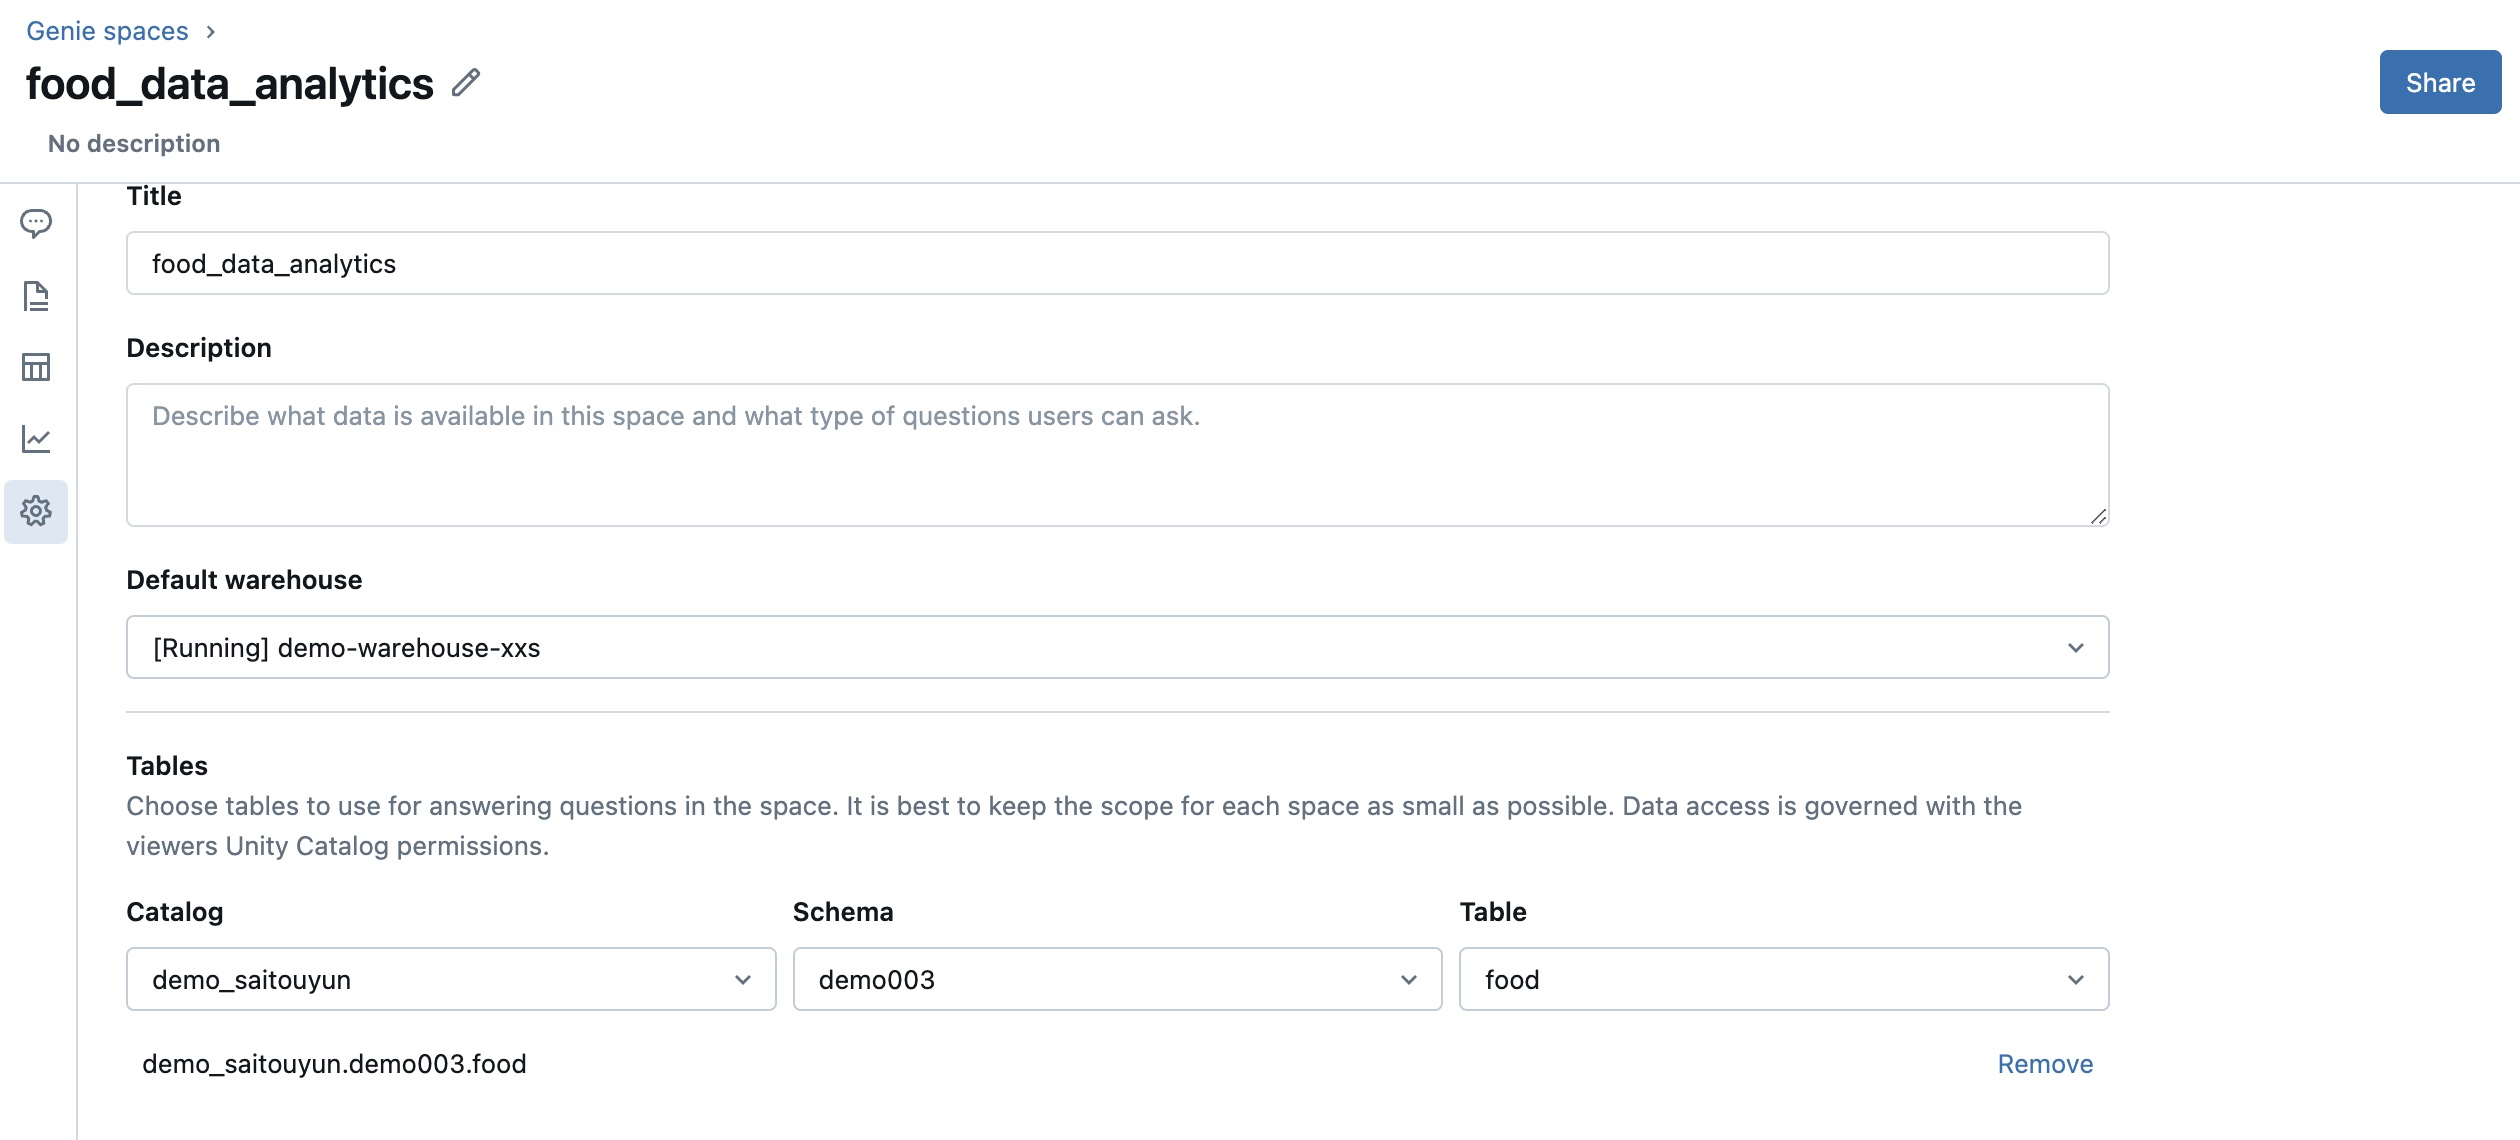 Genie spaces
food_data_analytics
Share
No description
Title
food_data_analytics
Description
Describe what data is available in this space and what type of questions users can ask.
Default warehouse
[Running] demo-warehouse-xxs
Tables
Choose tables to use for answering questions in the space. It is best to keep the scope for each space as small as possible. Data access is governed with the
viewers Unity Catalog permissions.
Catalog Schema Table
demo_saitouyun demo003 food
demo_saitouyun.demo003.food Remove